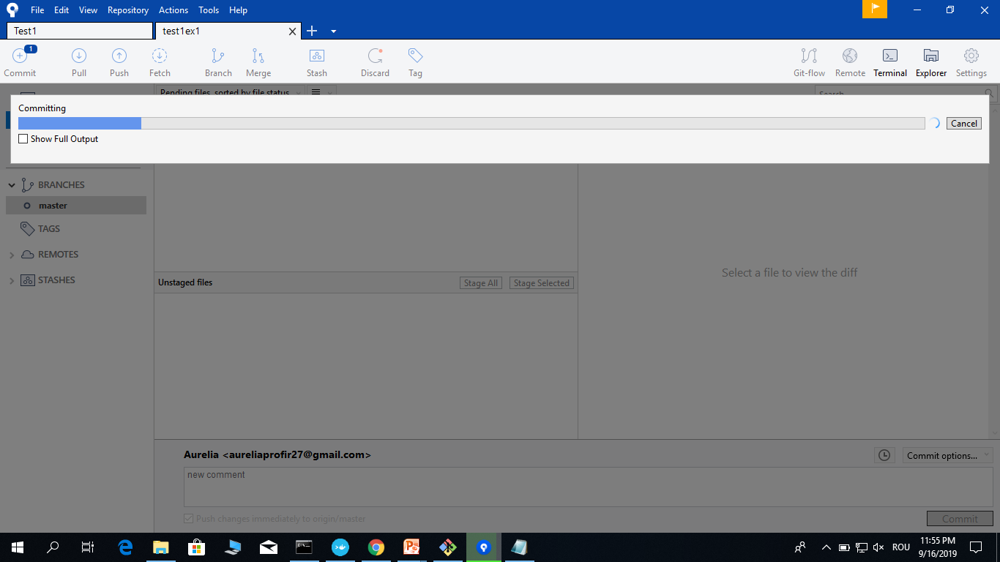 File Edit View Repository Actions Tools Help
Test1 test1ex1
1
Commit Pull Push Fetch Branch Merge Stash Discard Tag Git-flow Remote Terminal Explorer Settings
Pending files, sorted by file status Search
Committing
Cancel
Show Full Output
BRANCHES
master
TAGS
REMOTES
Select a file to view the diff
STASHES
Unstaged files Stage All Stage Selected
Aurelia <aureliaprofir27@gmail.com>
Commit options...
new comment
Push changes immediately to origin/master
Commit
ROU
11:55 PM
9/16/2019